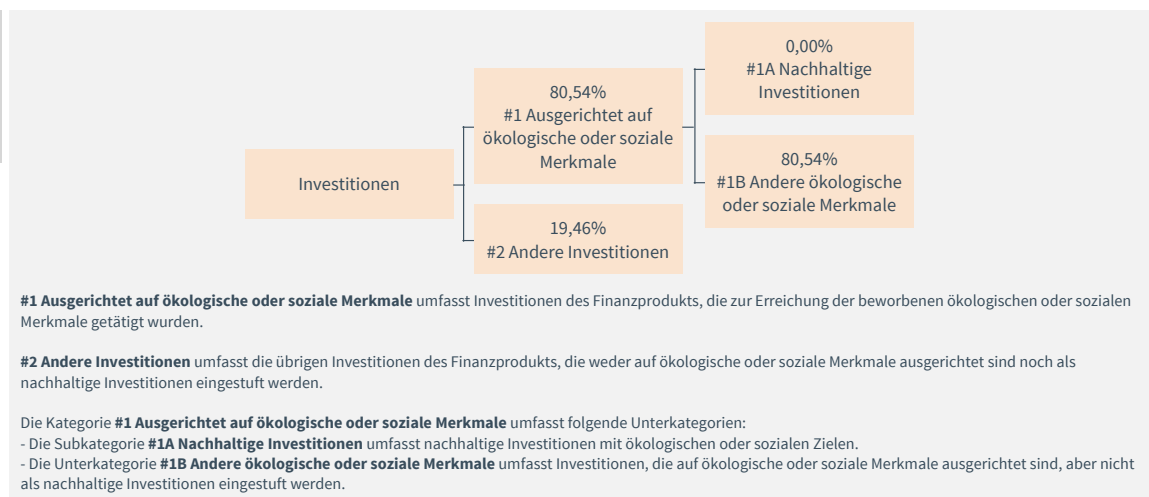 0,00%
#1A Nachhaltige
Investitionen
80,54%
#1 Ausgerichtet auf
ökologische oder soziale
Merkmale
80,54%
#1B Andere ökologische
oder soziale Merkmale
Investitionen
19,46%
#2 Andere Investitionen
#1 Ausgerichtet auf ökologische oder soziale Merkmale umfasst Investitionen des Finanzprodukts, die zur Erreichung der beworbenen ökologischen oder sozialen
Merkmale getätigt wurden.
#2 Andere Investitionen umfasst die übrigen Investitionen des Finanzprodukts, die weder auf ökologische oder soziale Merkmale ausgerichtet sind noch als
nachhaltige Investitionen eingestuft werden.
Die Kategorie #1 Ausgerichtet auf ökologische oder soziale Merkmale umfasst folgende Unterkategorien:
- Die Subkategorie #1A Nachhaltige Investitionen umfasst nachhaltige Investitionen mit ökologischen oder sozialen Zielen.
- Die Unterkategorie #1B Andere ökologische oder soziale Merkmale umfasst Investitionen, die auf ökologische oder soziale Merkmale ausgerichtet sind, aber nicht
als nachhaltige Investitionen eingestuft werden.